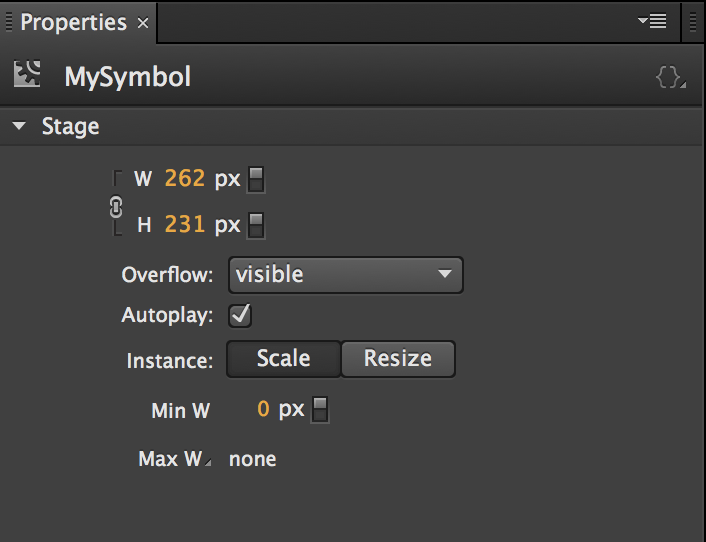 Properties ×
MySymbol {}
Stage
W 262 px
H 231 px
Overflow: visible
Autoplay:
Instance: Scale Resize
Min W 0 px
Max W none